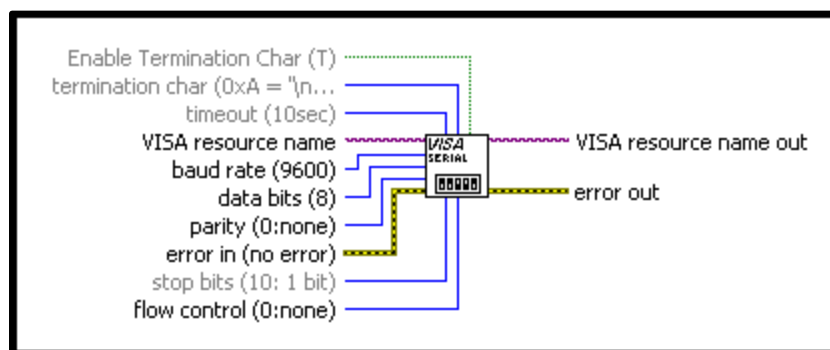 Enable Termination Char (T)
termination char (0xA = "\n...
timeout (10sec)
VISA resource name
baud rate (9600)
data bits (8)
parity (0:none)
error in (no error)
stop bits (10: 1 bit)
flow control (0:none)
VISA
SERIAL
VISA resource name out
error out